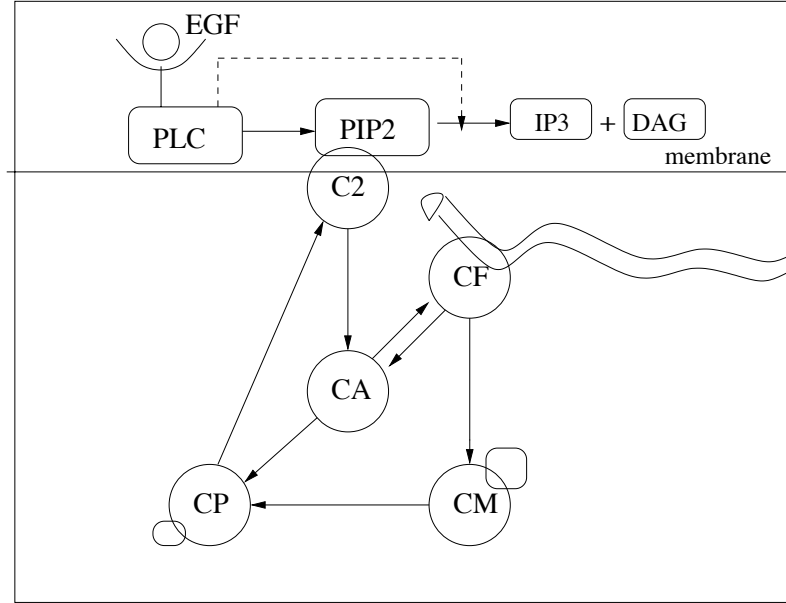 EGF
PLC
PIP2
IP3 + DAG
membrane
C2
CF
CA
CP
CM